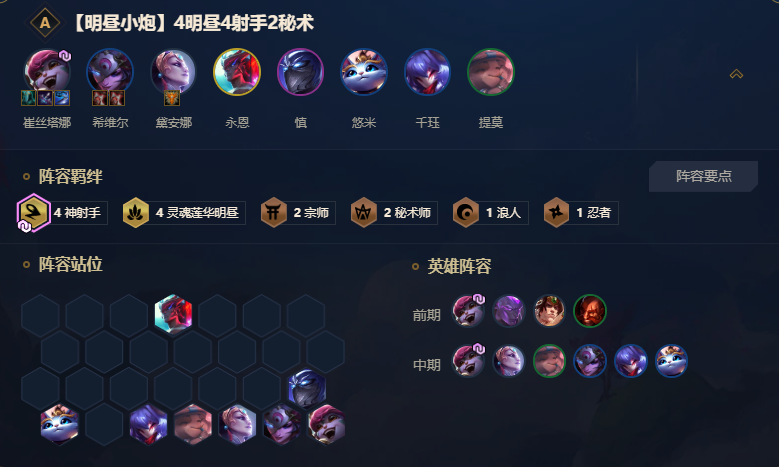 A 【明昼小炮】4明昼4射手2秘术
崔丝塔娜 希维尔 黛安娜 永恩 慎 悠米 千珏 提莫
阵容羁绊 阵容要点
4 神射手 4 灵魂莲华明昼 2 宗师 2 秘术师 1 浪人 1 忍者
阵容站位 英雄阵容
前期
中期